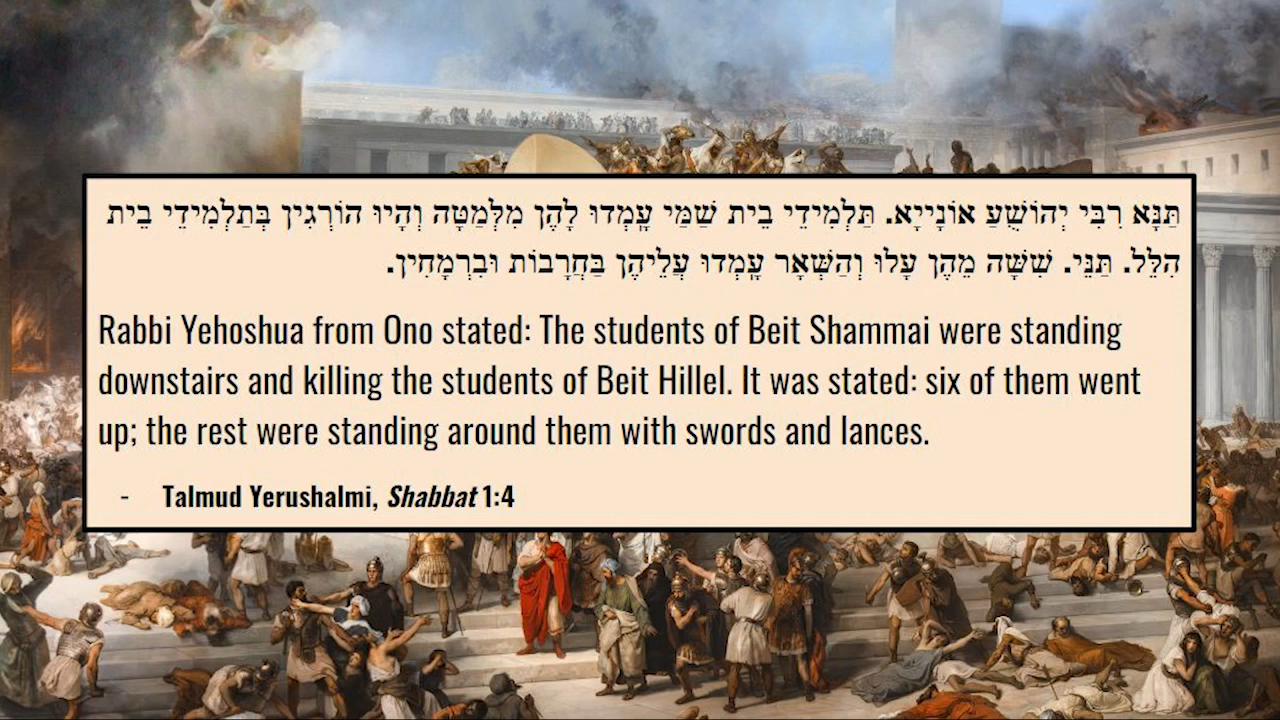 תַּנָּא רִבִּי יְהוֹשֻׁעַ אוֹנָייָא. תַּלְמִידֵי בֵית שַׁמַּי עָֽמְדוּ לָהֶן מִלְּמַטָּה וְהָיוּ הוֹרְגִין בְּתַלְמִידֵי בֵית
הִלֵּל. תַּנֵּי. שִׁשָּׁה מֵהֶן עָלוּ וְהַשְּׁאָר עָֽמְדוּ עֲלֵיהֶן בַּחֲרָבוֹת וּבִרְמָחִין.
Rabbi Yehoshua from Ono stated: The students of Beit Shammai were standing
downstairs and killing the students of Beit Hillel. It was stated: six of them went
up; the rest were standing around them with swords and lances.
- Talmud Yerushalmi, Shabbat 1:4